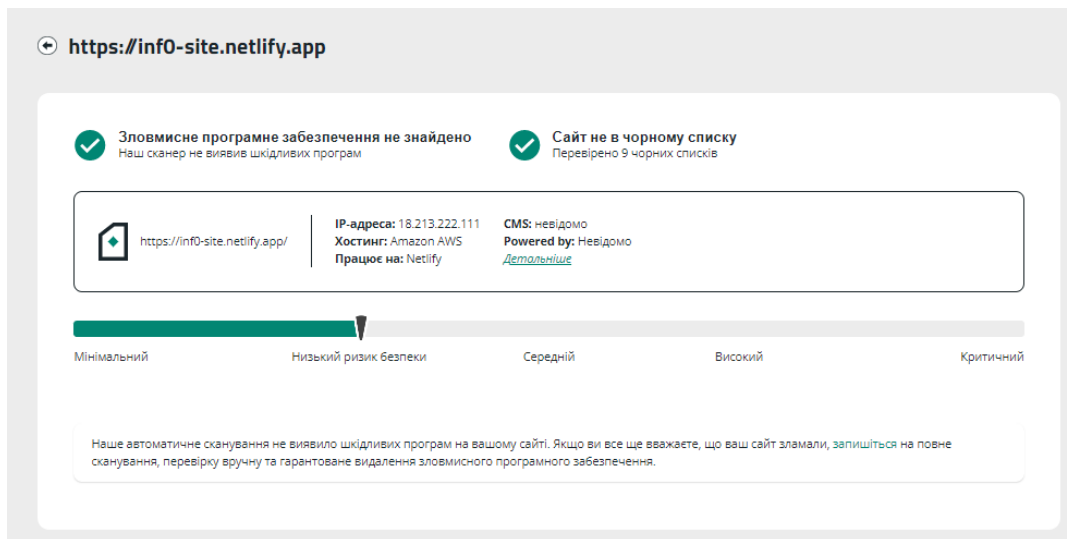 https://inf0-site.netlify.app
Зловмисне програмне забезпечення не знайдено
Наш сканер не виявив шкідливих програм
Сайт не в чорному списку
Перевірено 9 чорних списків
https://inf0-site.netlify.app/
IP-адреса: 18.213.222.111
Хостинг: Amazon AWS
Працює на: Netlify
CMS: невідомо
Powered by: Невідомо
Детальніше
Мінімальний
Низький ризик безпеки
Середній
Високий
Критичний
Наше автоматичне сканування не виявило шкідливих програм на вашому сайті. Якщо ви все ще вважаєте, що ваш сайт зламали, запишіться на повне
сканування, перевірку вручну та гарантоване видалення зловмисного програмного забезпечення.